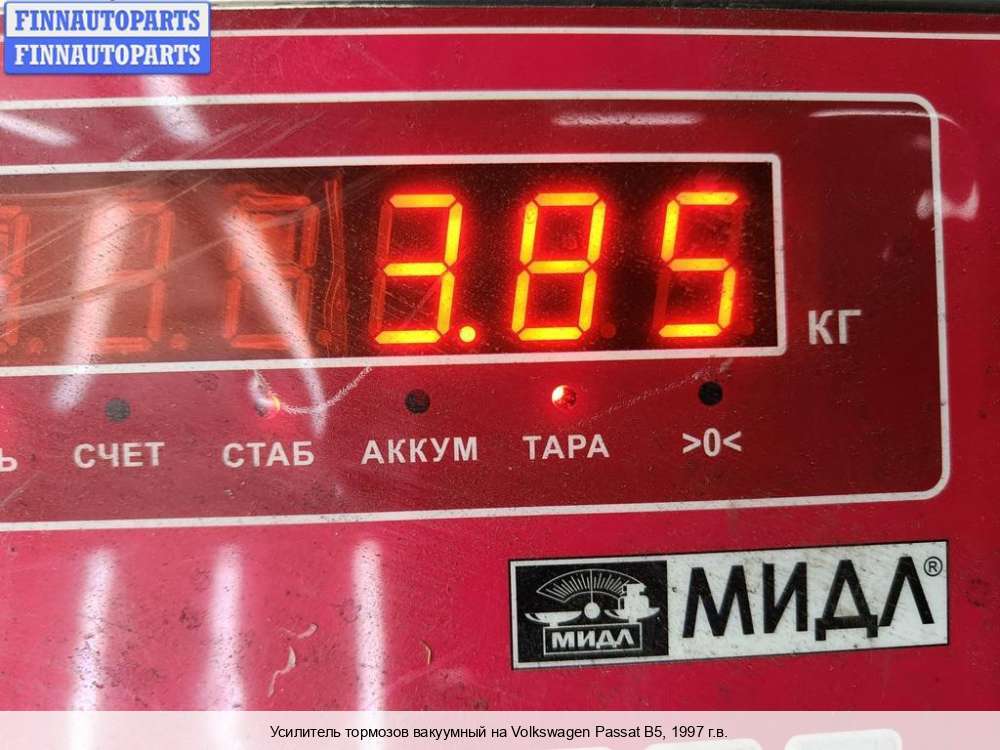 FINNAUTOPARTS
FINNAUTOPARTS
3.85
КГ
Ь СЧЕТ СТАБ АККУМ ТАРА >0<
МИДЛ МИДЛ®
Усилитель тормозов вакуумный на Volkswagen Passat B5, 1997 г.в.